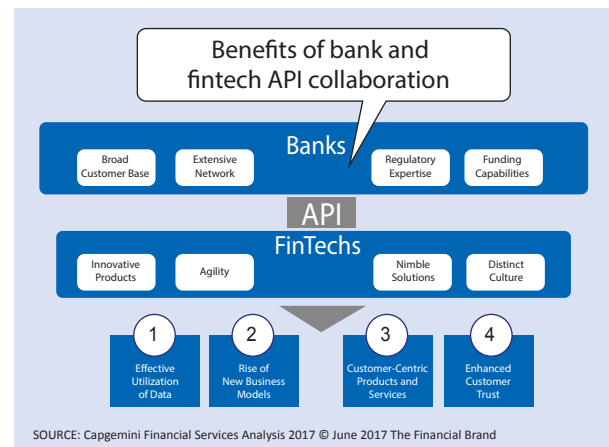 Benefits of bank and
fintech API collaboration
Banks
Broad
Customer Base
Extensive
Network
Regulatory
Expertise
Funding
Capabilities
API
FinTechs
Innovative
Products
Agility
Nimble
Solutions
Distinct
Culture
1
Effective
Utilization
of Data
2
Rise of
New Business
Models
3
Customer-Centric
Products and
Services
4
Enhanced
Customer
Trust
SOURCE: Capgemini Financial Services Analysis 2017 © June 2017 The Financial Brand